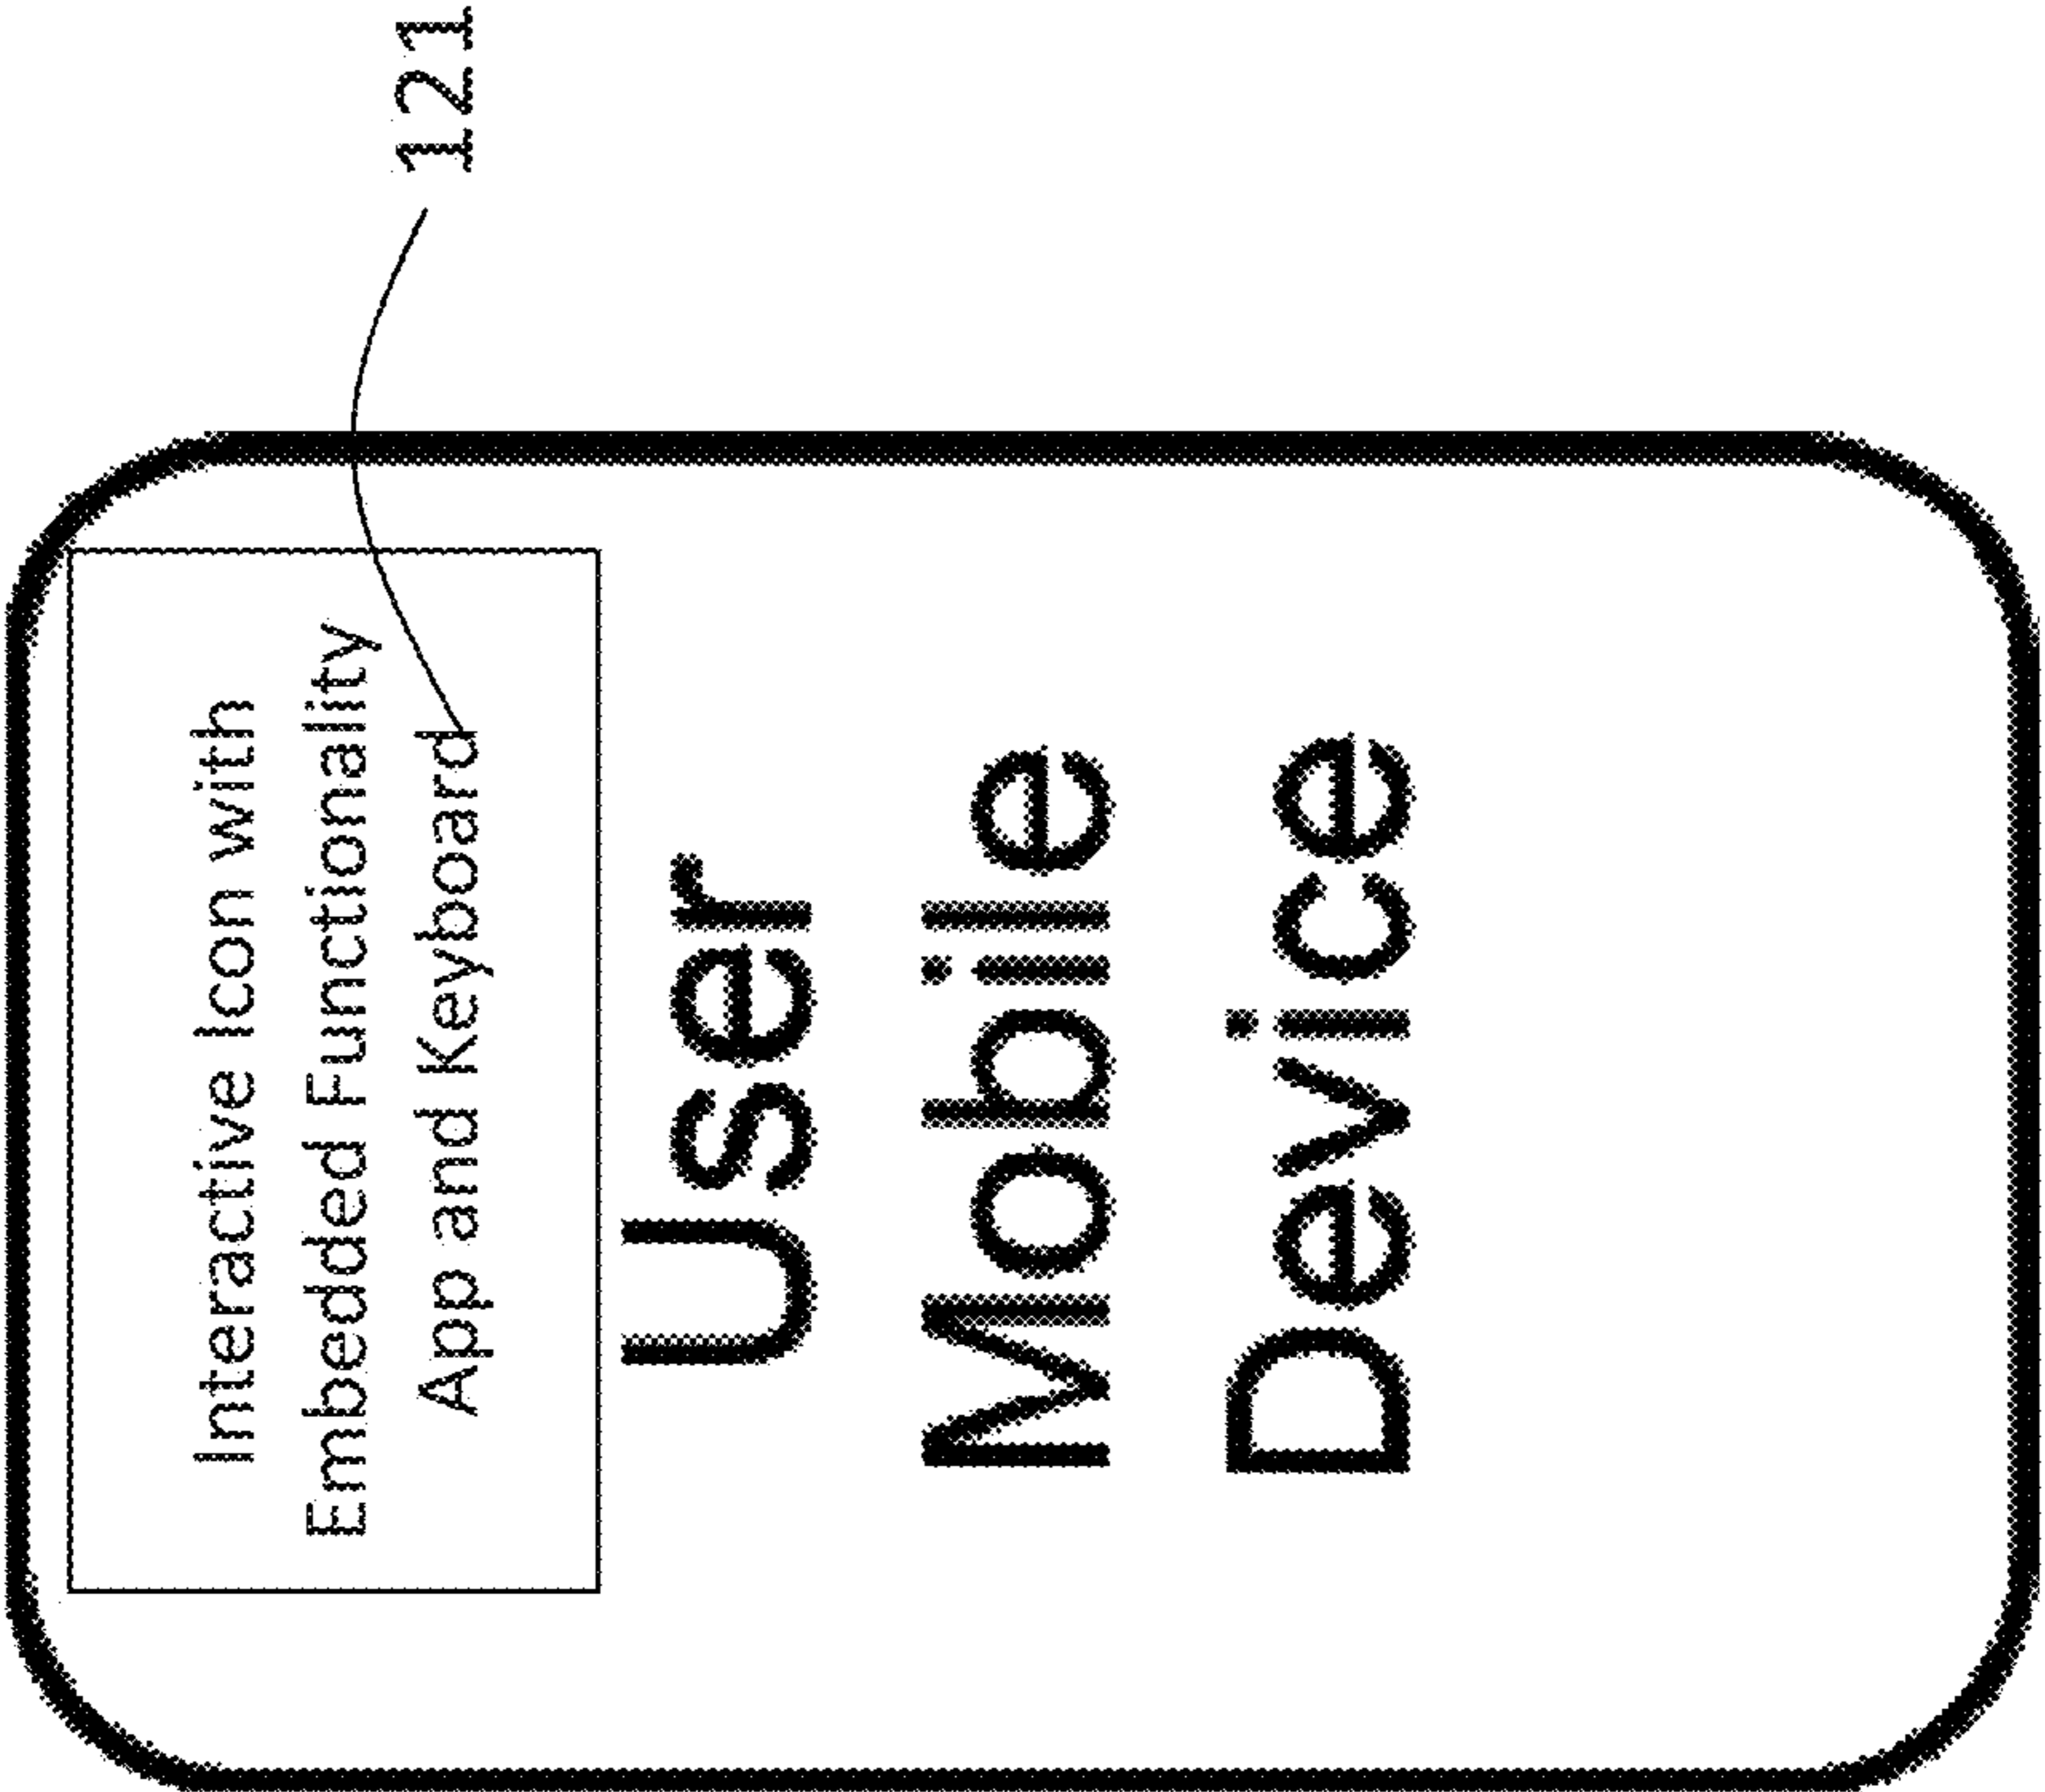 121
Interactive Icon with
Embedded Functionality
App and Keyboard
User
Mobile
Device